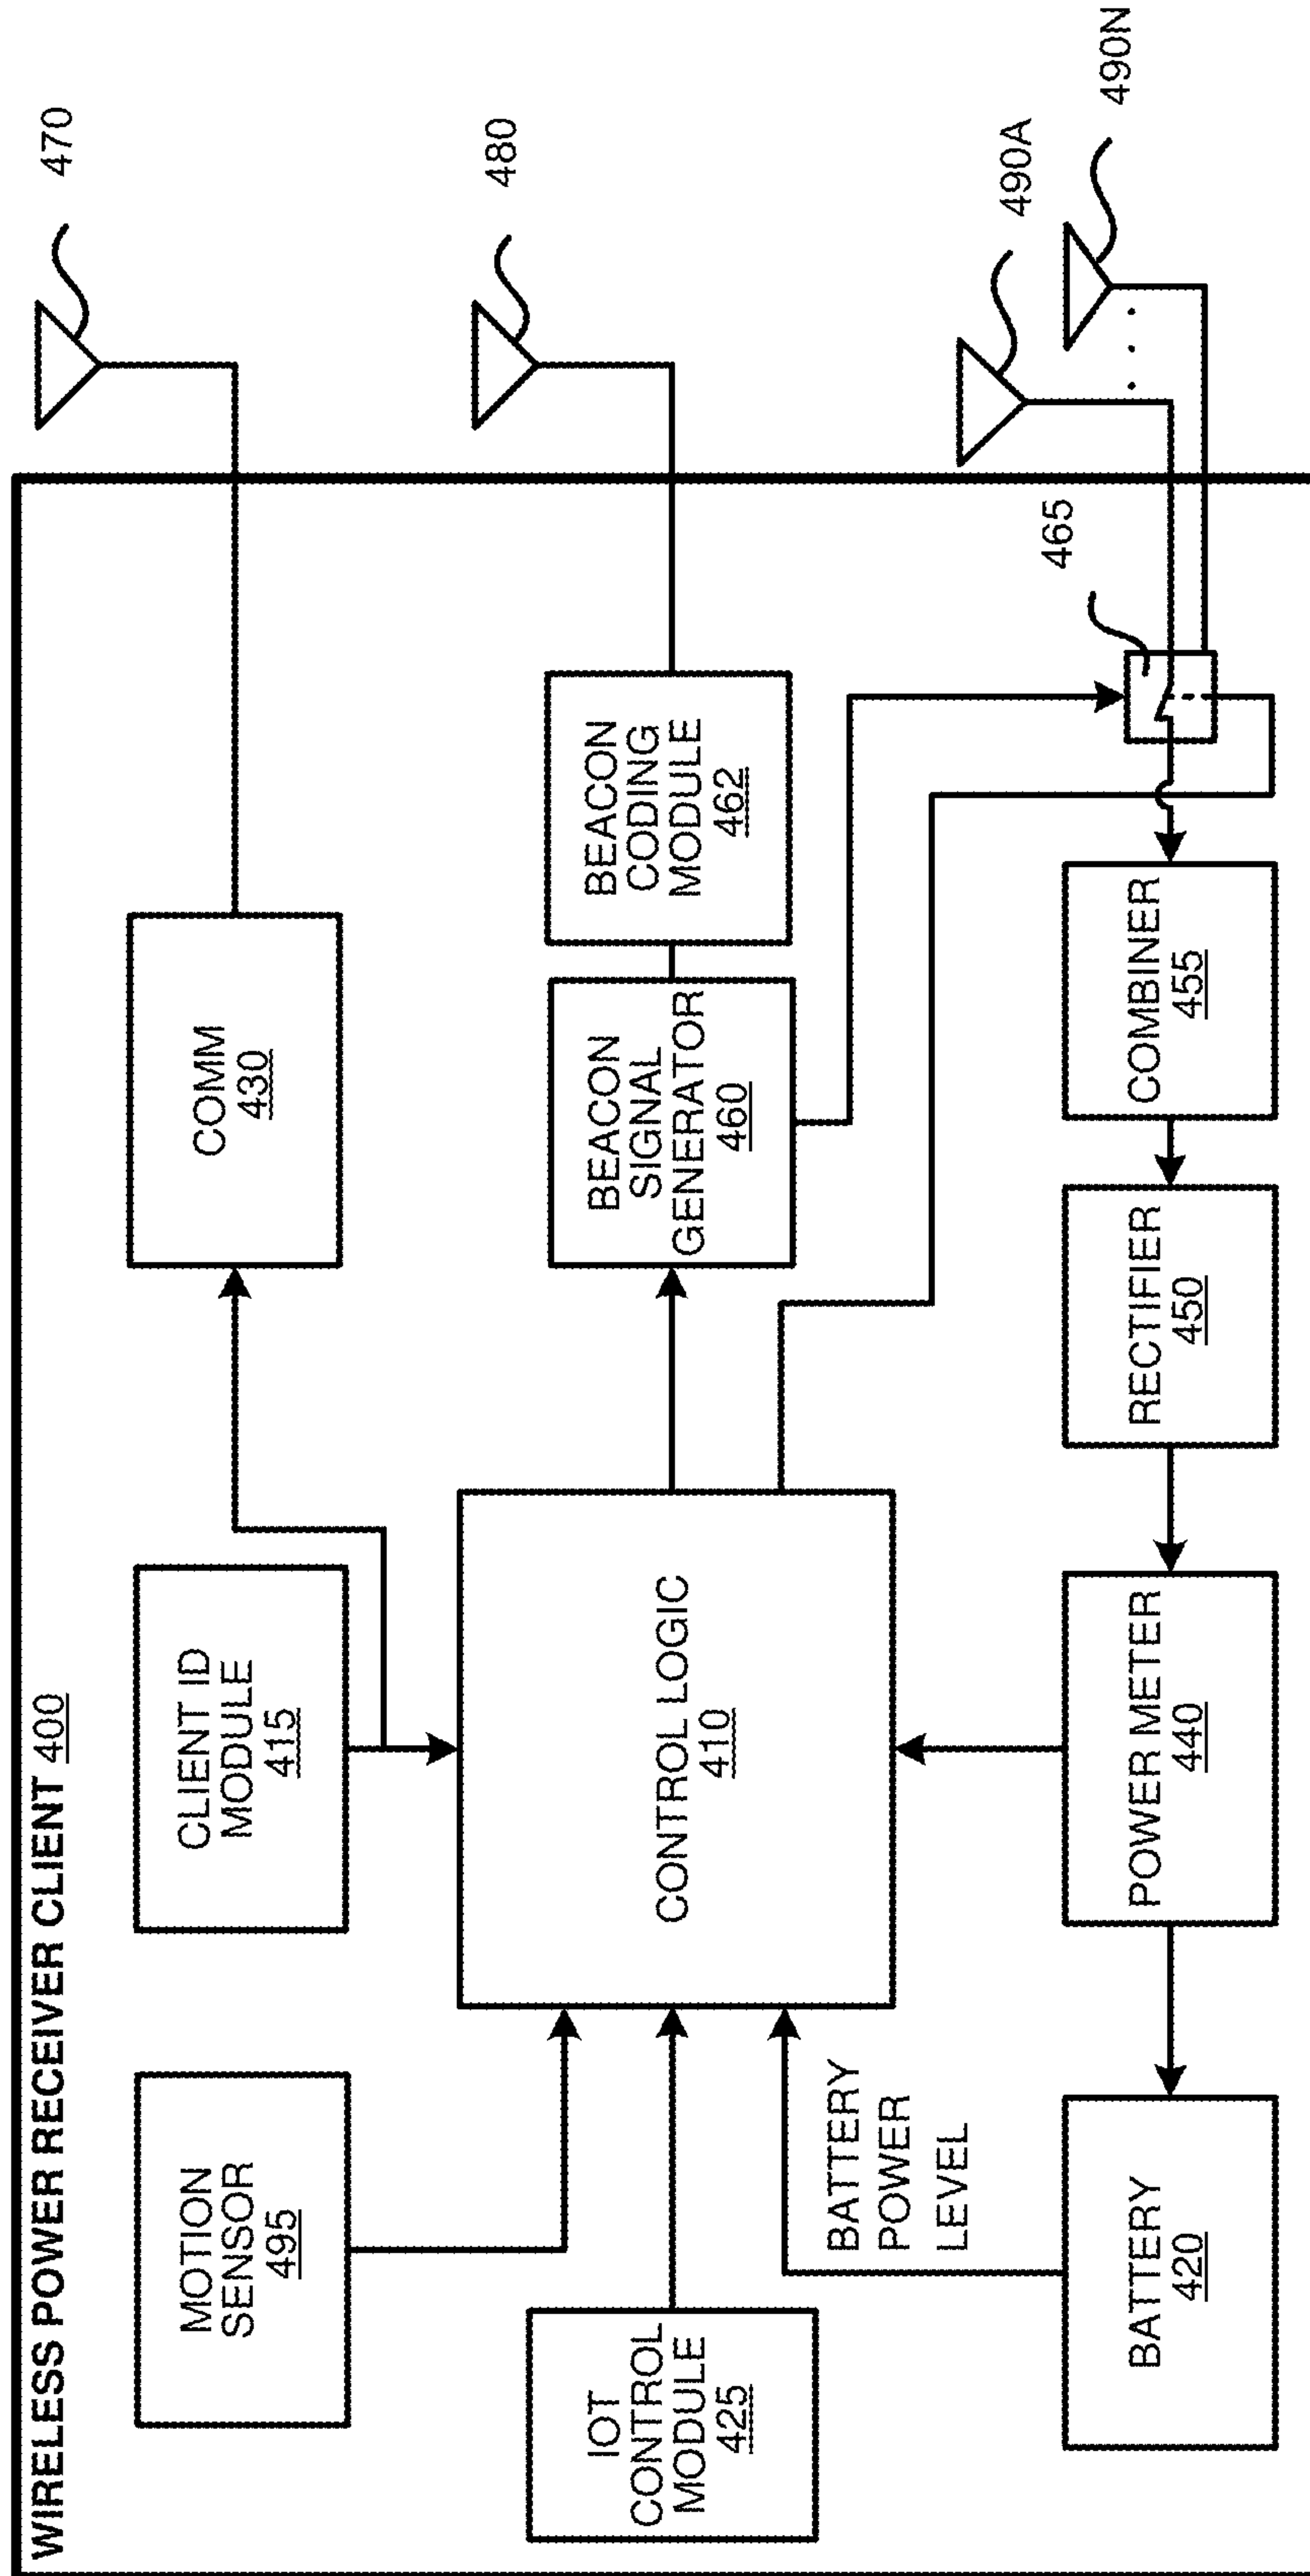 WIRELESS POWER RECEIVER CLIENT 400
MOTION
SENSOR
495
CLIENT ID
MODULE
415
COMM
430
470
IOT
CONTROL
MODULE
425
CONTROL LOGIC
410
BEACON
SIGNAL
GENERATOR
460
BEACON
CODING
MODULE
462
480
BATTERY
POWER
LEVEL
BATTERY
420
POWER METER
440
RECTIFIER
450
COMBINER
455
465
490A
490N